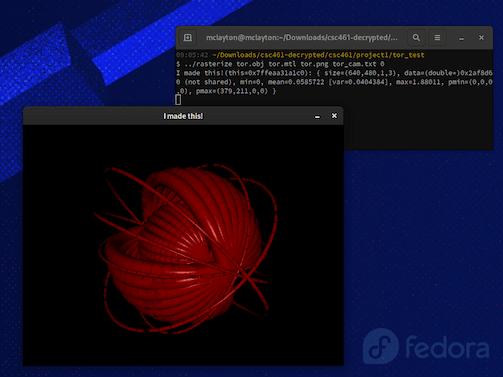 mclayton@mclayton:~/Downloads/csc461-decrypted/...
00:05:42 ~/Downloads/csc461-decrypted/csc461/project1/tor_test
$ ../rasterize tor.obj tor.mtl tor.png tor_cam.txt 0
I made this!(this=0x7ffeaa31a1c0): { size=(640,480,1,3), data=(double*)0x2af8d6
0 (not shared), min=0, mean=0.0585722 [var=0.0404384], max=1.88011, pmin=(0,0,0
,0), pmax=(379,211,0,0) }
I made this!
fedora